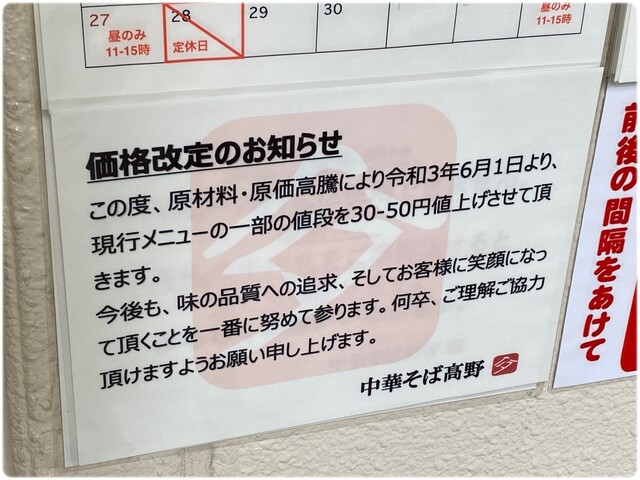 27
28
29
30
1
2
昼のみ
11-15時
定休日
昼のみ
11-15時
価格改定のお知らせ
この度、原材料・原価高騰により令和3年6月1日より、
現行メニューの一部の値段を30-50円値上げさせて頂
きます。
今後も、味の品質への追求、そしてお客様に笑顔になっ
て頂くことを一番に努めて参ります。何卒、ご理解ご協力
頂けますようお願い申し上げます。
中華そば高野
前後の間隔をあけて